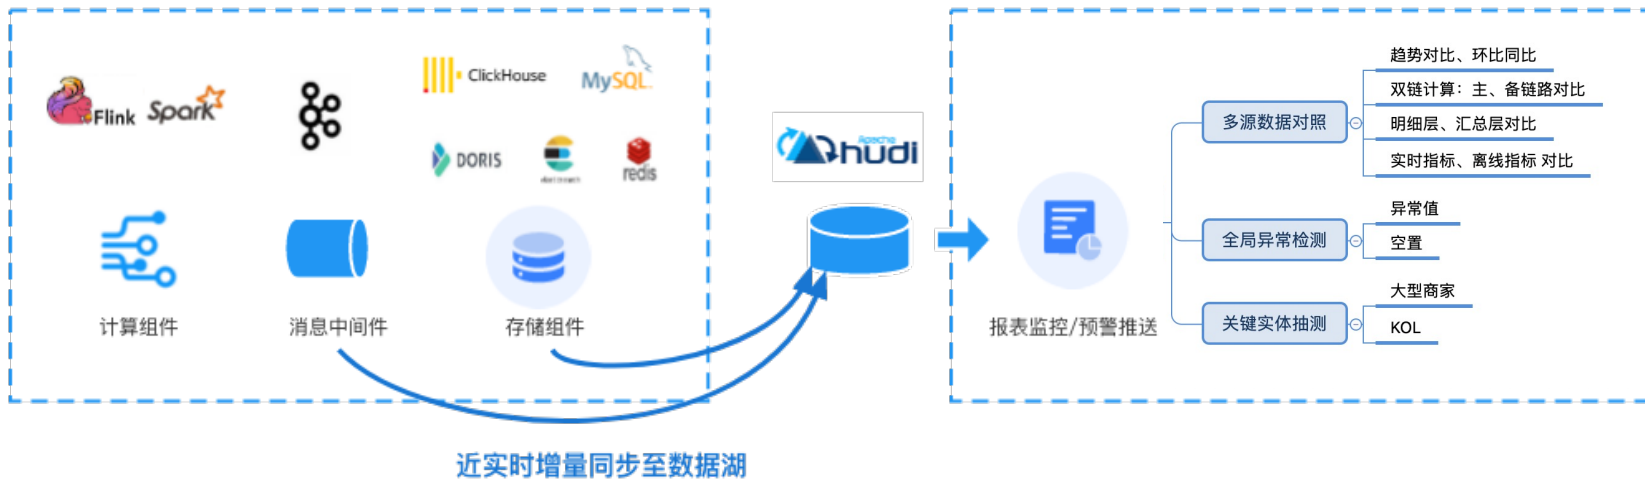 Flink
Spark
ClickHouse
MySQL
DORIS
redis
计算组件
消息中间件
存储组件
近实时增量同步至数据湖
Apache
hudi
报表监控/预警推送
多源数据对照
趋势对比、环比同比
双链计算：主、备链路对比
明细层、汇总层对比
实时指标、离线指标 对比
全局异常检测
异常值
空置
关键实体抽测
大型商家
KOL